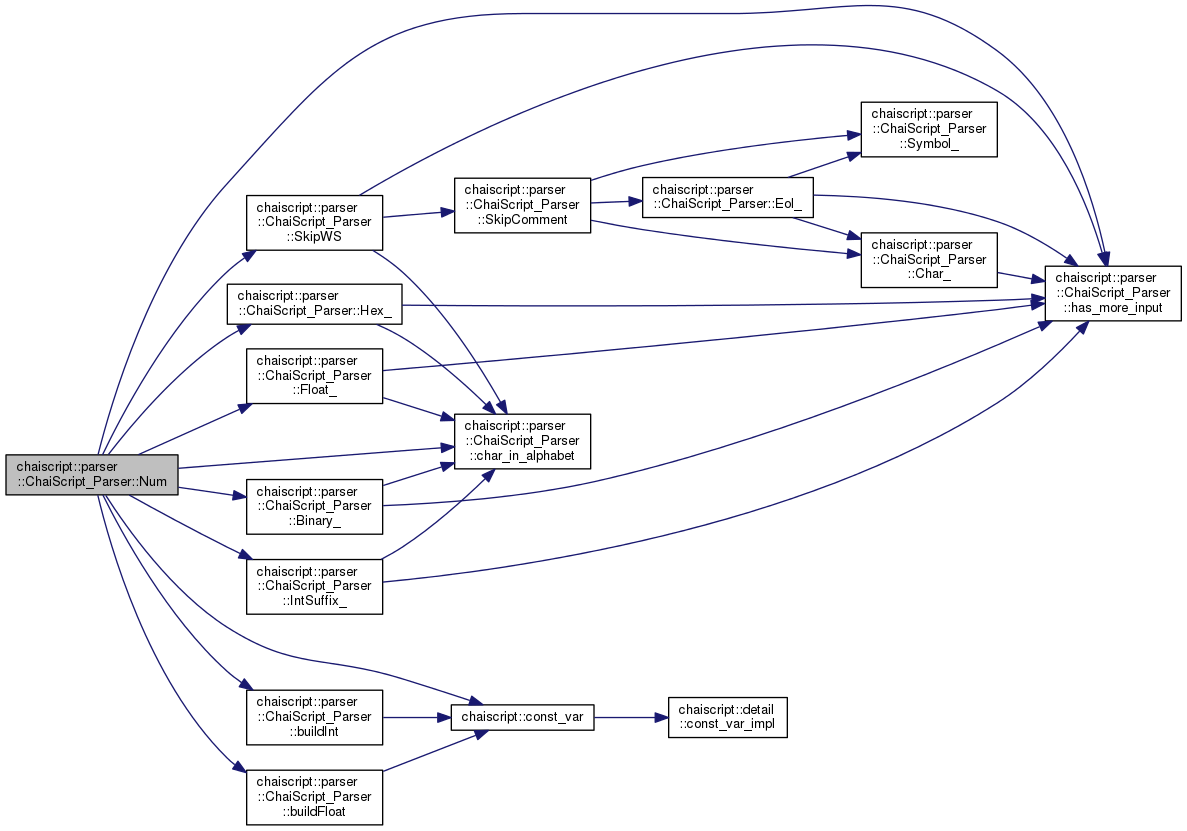 chaiscript::parser
::ChaiScript_Parser::Num
chaiscript::parser
::ChaiScript_Parser
::SkipWS
chaiscript::parser
::ChaiScript_Parser::Hex_
chaiscript::parser
::ChaiScript_Parser
::Float_
chaiscript::parser
::ChaiScript_Parser
::Binary_
chaiscript::parser
::ChaiScript_Parser
::IntSuffix_
chaiscript::parser
::ChaiScript_Parser
::buildInt
chaiscript::parser
::ChaiScript_Parser
::buildFloat
chaiscript::parser
::ChaiScript_Parser
::SkipComment
chaiscript::parser
::ChaiScript_Parser
::char_in_alphabet
chaiscript::const_var
chaiscript::parser
::ChaiScript_Parser::Eol_
chaiscript::detail
::const_var_impl
chaiscript::parser
::ChaiScript_Parser
::Symbol_
chaiscript::parser
::ChaiScript_Parser
::Char_
chaiscript::parser
::ChaiScript_Parser
::has_more_input